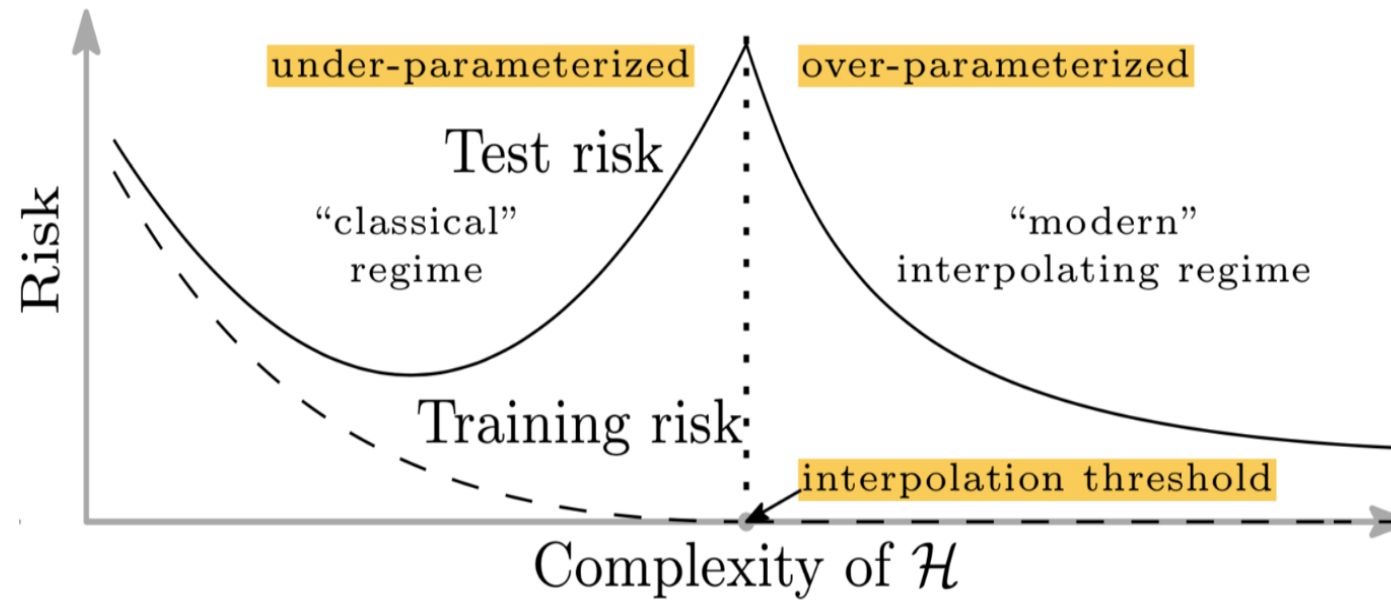 under-parameterized
over-parameterized
Test risk
“classical”
regime
“modern”
interpolating regime
Risk
Training risk
interpolation threshold
Complexity of ℋ